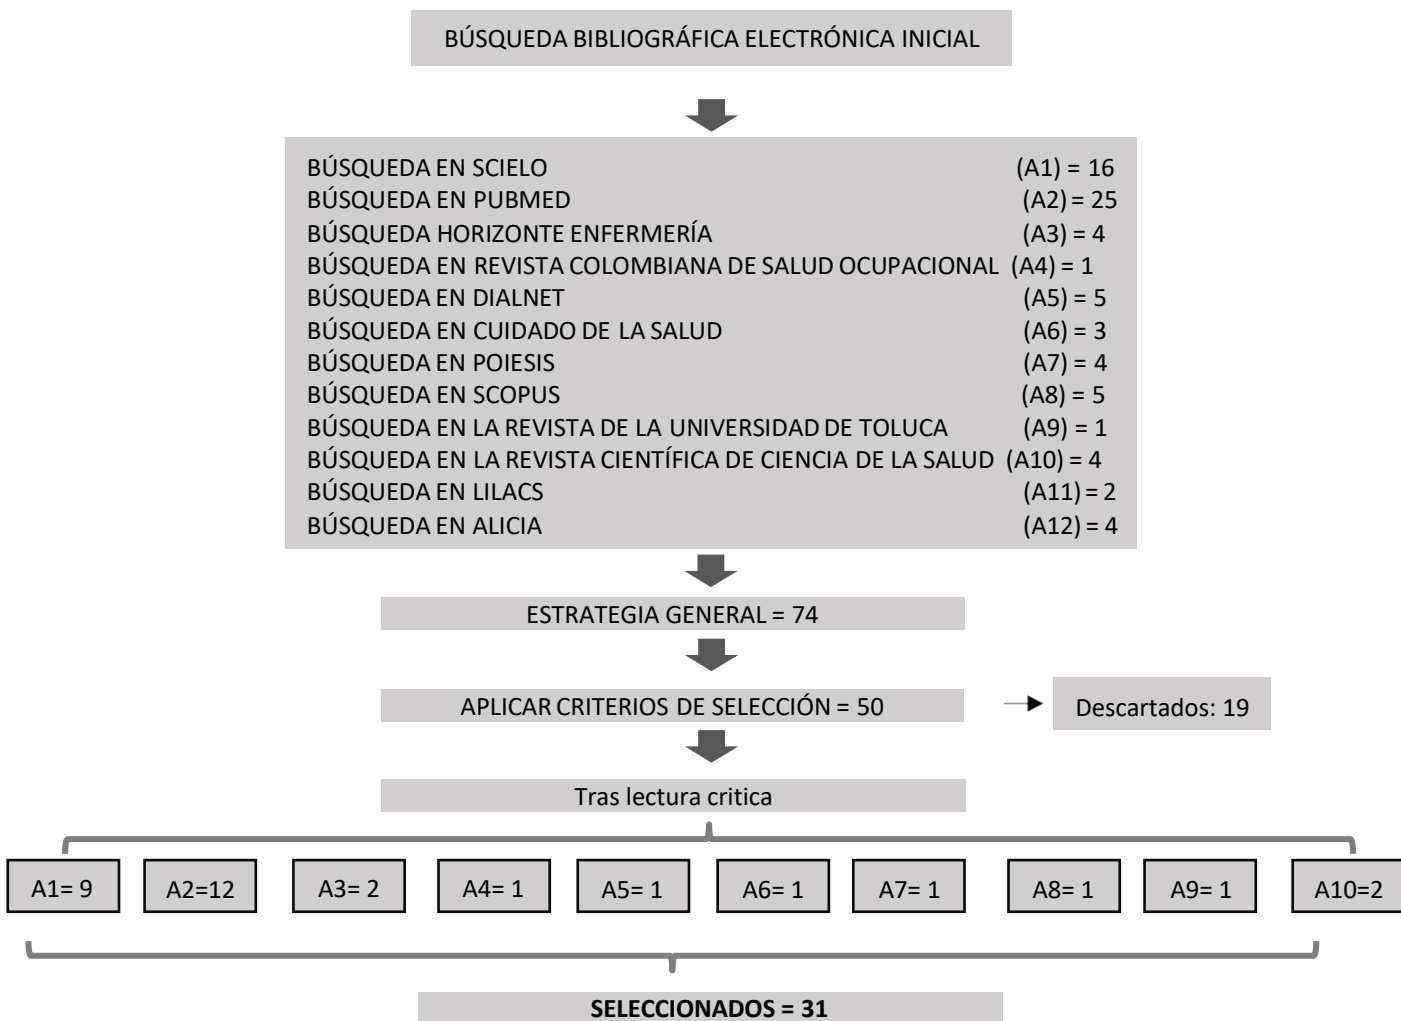 BÚSQUEDA BIBLIOGRÁFICA ELECTRÓNICA INICIAL
BÚSQUEDA EN SCIELO (A1) = 16
BÚSQUEDA EN PUBMED (A2) = 25
BÚSQUEDA HORIZONTE ENFERMERÍA (A3) = 4
BÚSQUEDA EN REVISTA COLOMBIANA DE SALUD OCUPACIONAL (A4) = 1
BÚSQUEDA EN DIALNET (A5) = 5
BÚSQUEDA EN CUIDADO DE LA SALUD (A6) = 3
BÚSQUEDA EN POIESIS (A7) = 4
BÚSQUEDA EN SCOPUS (A8) = 5
BÚSQUEDA EN LA REVISTA DE LA UNIVERSIDAD DE TOLUCA (A9) = 1
BÚSQUEDA EN LA REVISTA CIENTÍFICA DE CIENCIA DE LA SALUD (A10) = 4
BÚSQUEDA EN LILACS (A11) = 2
BÚSQUEDA EN ALICIA (A12) = 4
ESTRATEGIA GENERAL = 74
APLICAR CRITERIOS DE SELECCIÓN = 50
Descartados: 19
Tras lectura critica
A1= 9
A2=12
A3= 2
A4= 1
A5= 1
A6= 1
A7= 1
A8= 1
A9= 1
A10=2
SELECCIONADOS = 31